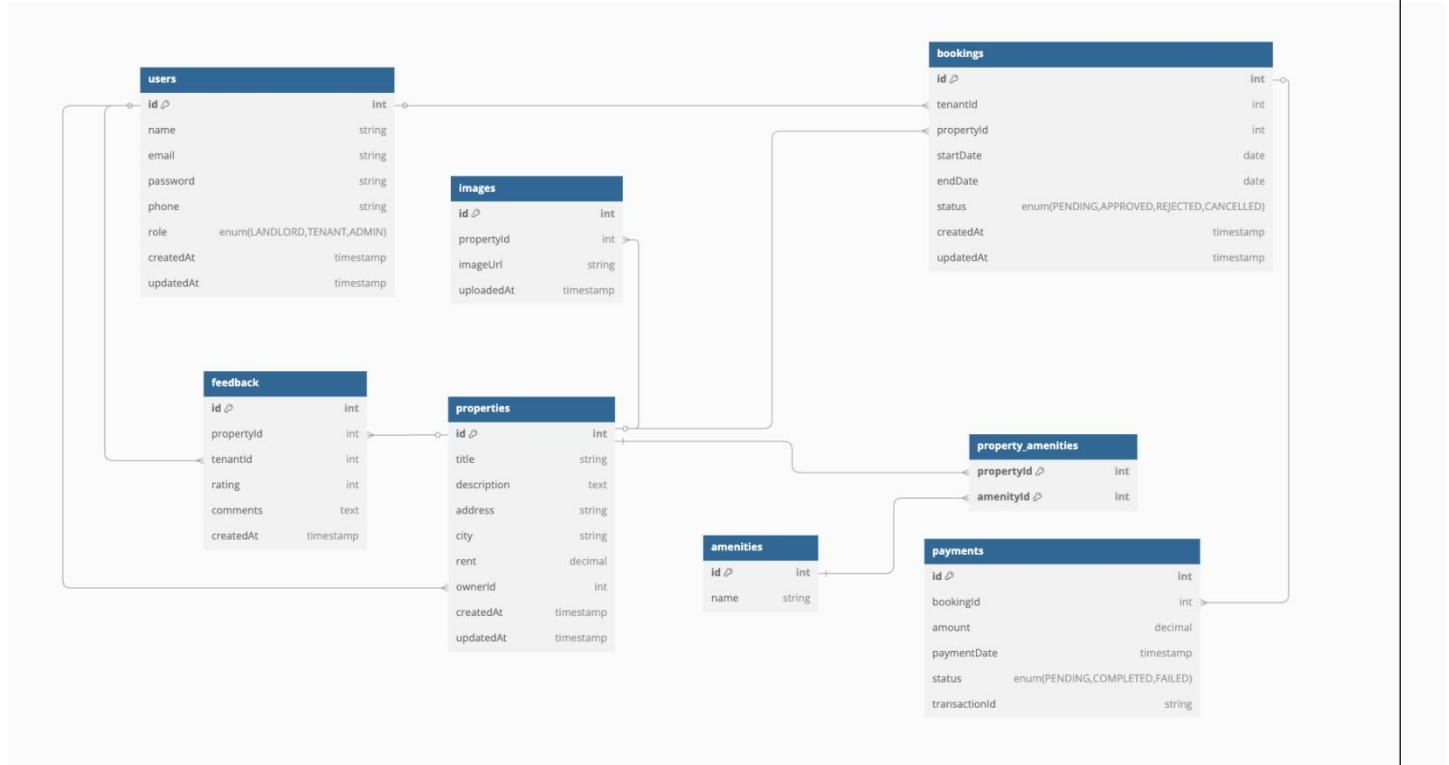 users
id int
name string
email string
password string
phone string
role enum(LANDLORD,TENANT,ADMIN)
createdAt timestamp
updatedAt timestamp
images
id int
propertyId int
imageUrl string
uploadedAt timestamp
bookings
id int
tenantId int
propertyId int
startDate date
endDate date
status enum(PENDING,APPROVED,REJECTED,CANCELLED)
createdAt timestamp
updatedAt timestamp
feedback
id int
propertyId int
tenantId int
rating int
comments text
createdAt timestamp
properties
id int
title string
description text
address string
city string
rent decimal
ownerId int
createdAt timestamp
updatedAt timestamp
amenities
id int
name string
property_amenities
propertyId int
amenityId int
payments
id int
bookingId int
amount decimal
paymentDate timestamp
status enum(PENDING,COMPLETED,FAILED)
transactionId string